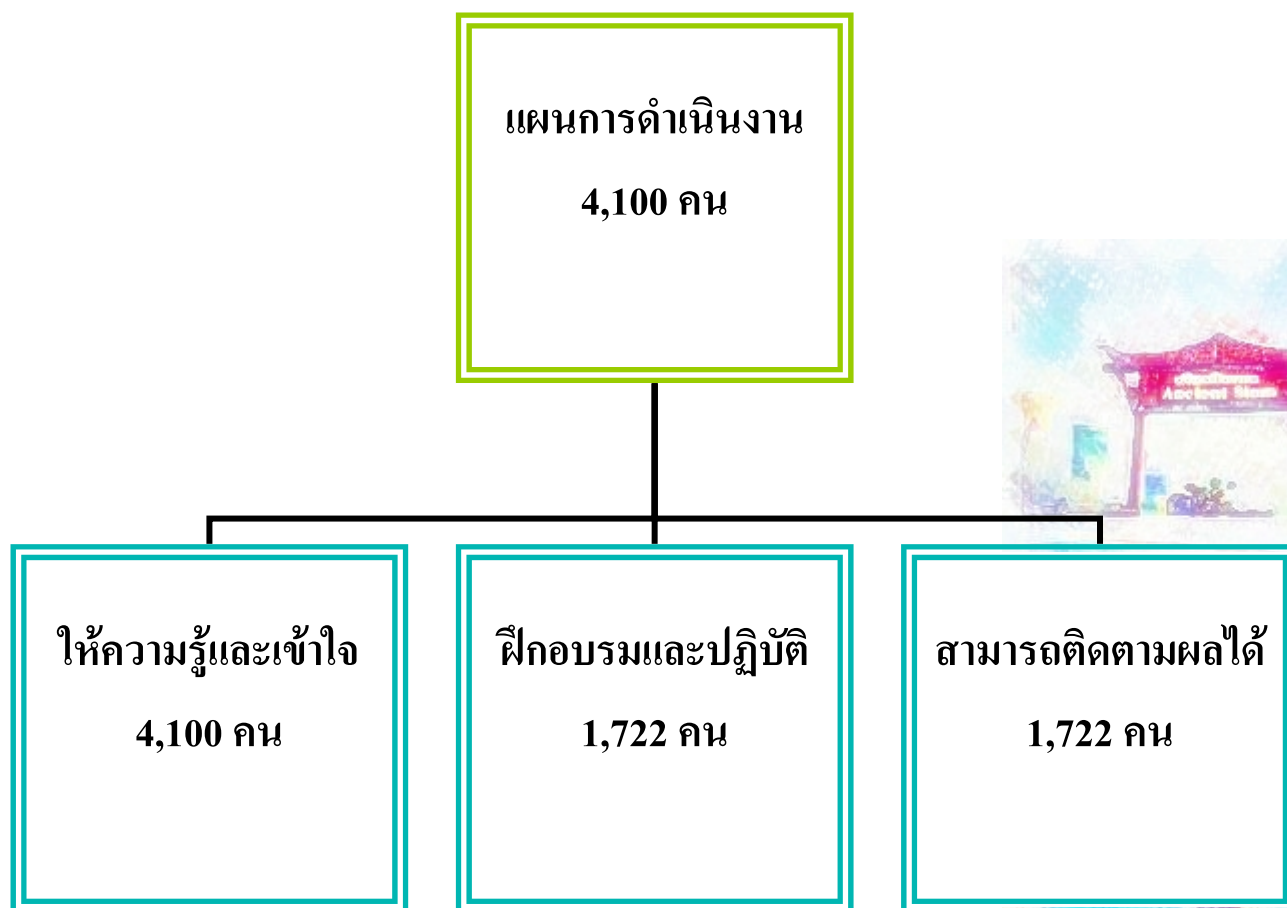 แผนการดำเนินงาน
4,100 คน
Ancient Siam
ให้ความรู้และเข้าใจ
4,100 คน
ฝึกอบรมและปฏิบัติ
1,722 คน
สามารถติดตามผลได้
1,722 คน